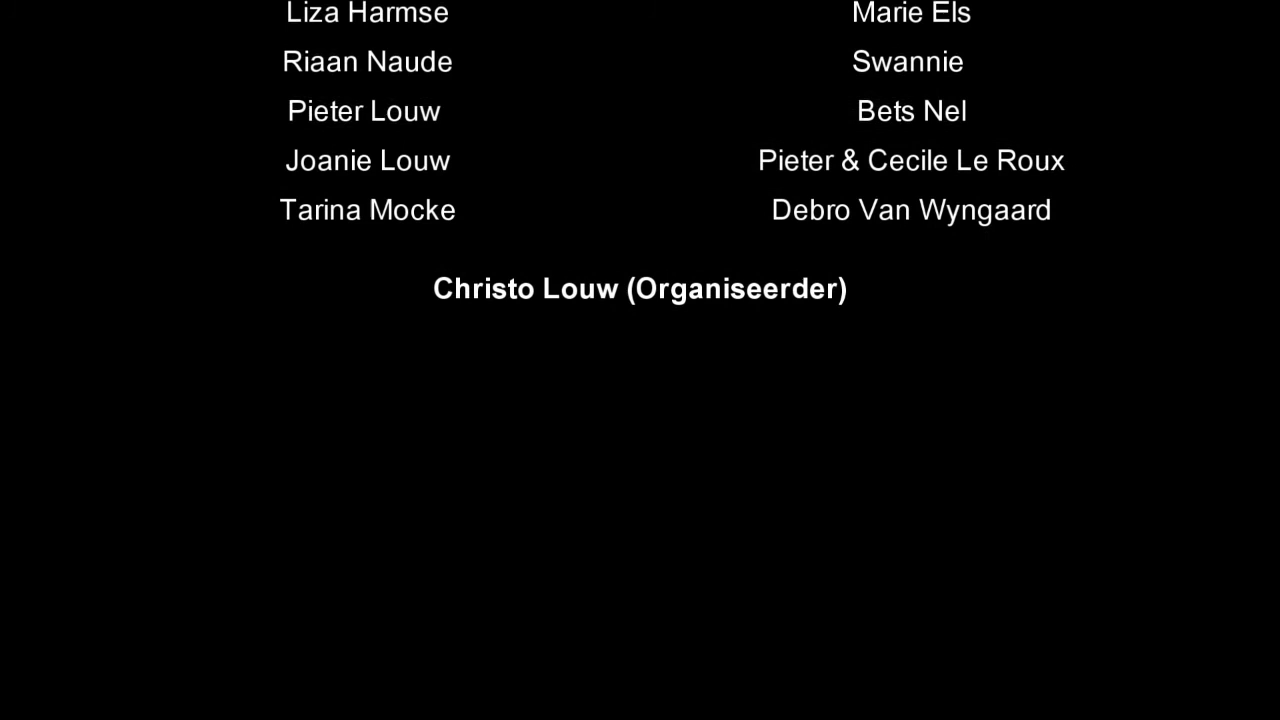 Liza Harmse
Marie Els
Riaan Naude
Swannie
Pieter Louw
Bets Nel
Joanie Louw
Pieter & Cecile Le Roux
Tarina Mocke
Debro Van Wyngaard
Christo Louw (Organiseerder)